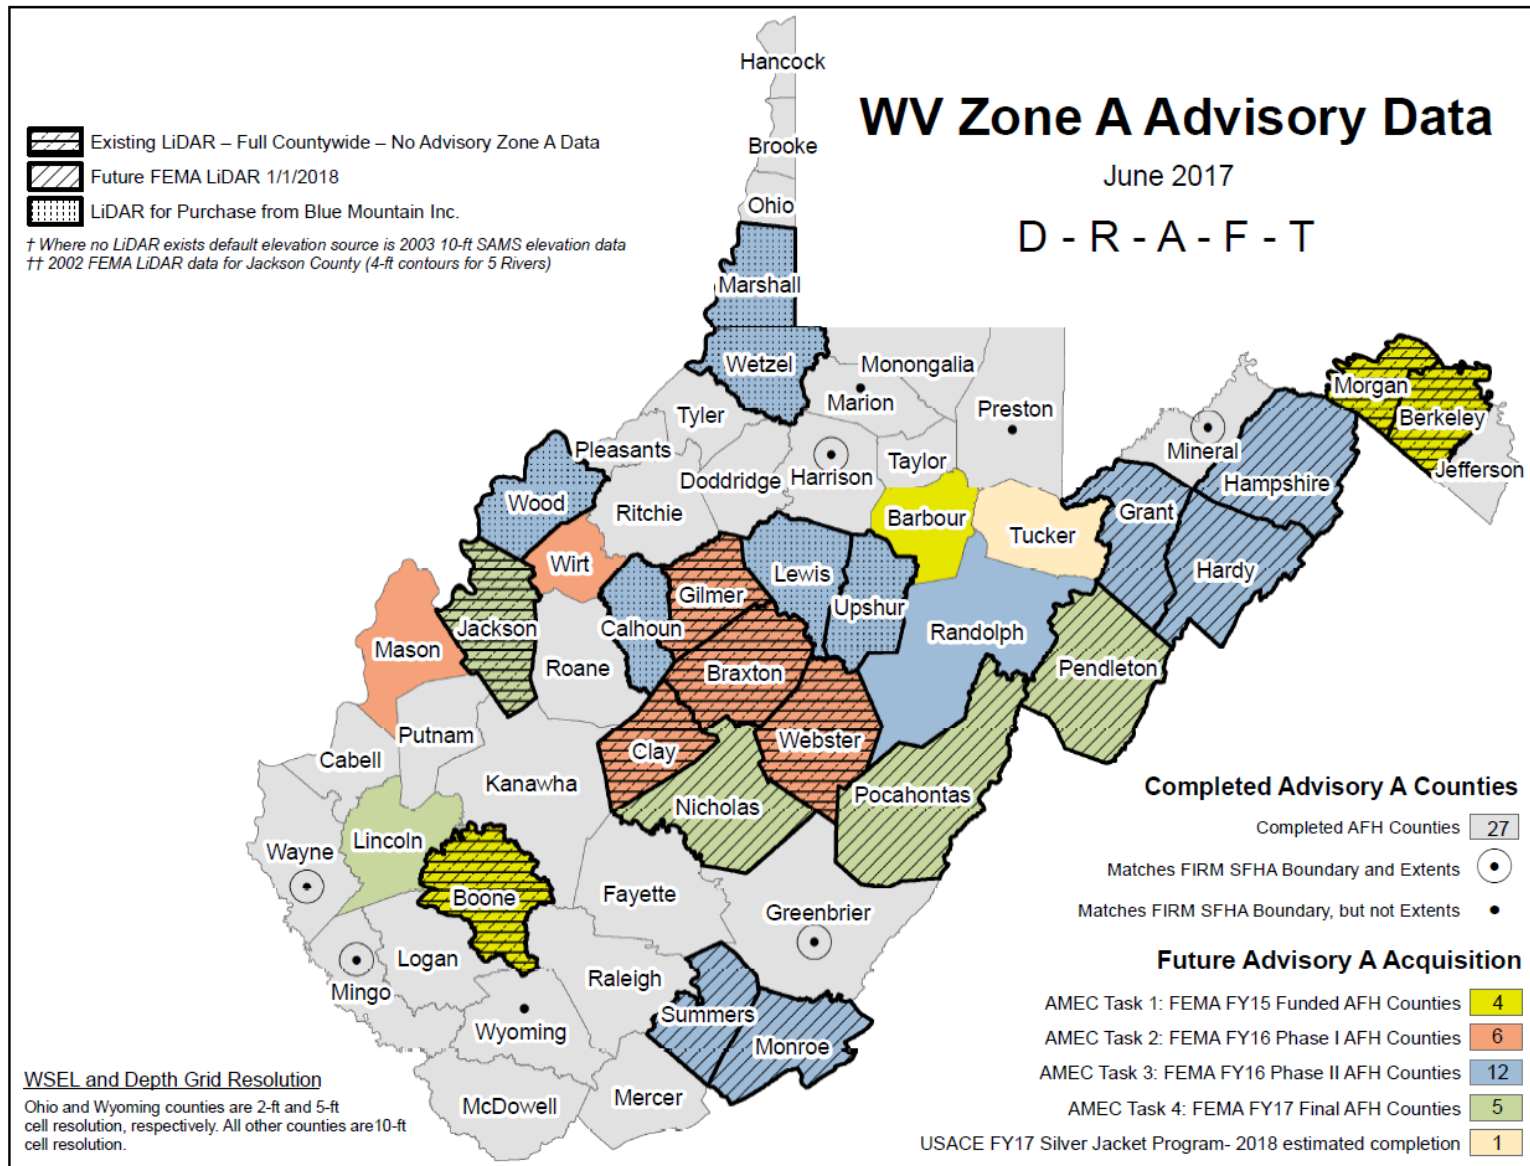 WV Zone A Advisory Data
June 2017
D - R - A - F - T
Existing LiDAR – Full Countywide – No Advisory Zone A Data
Future FEMA LiDAR 1/1/2018
LiDAR for Purchase from Blue Mountain Inc.
† Where no LiDAR exists default elevation source is 2003 10-ft SAMS elevation data
†† 2002 FEMA LiDAR data for Jackson County (4-ft contours for 5 Rivers)
Hancock
Brooke
Ohio
Marshall
Wetzel
Monongalia
Marion
Preston
Tyler
Pleasants
Doddridge
Harrison
Taylor
Mineral
Morgan
Berkeley
Jefferson
Hampshire
Grant
Hardy
Wood
Ritchie
Barbour
Tucker
Wirt
Gilmer
Lewis
Upshur
Randolph
Pendleton
Mason
Jackson
Roane
Calhoun
Braxton
Webster
Clay
Nicholas
Pocahontas
Putnam
Cabell
Kanawha
Lincoln
Wayne
Boone
Fayette
Greenbrier
Logan
Mingo
Raleigh
Wyoming
Summers
Monroe
McDowell
Mercer
Completed Advisory A Counties
Completed AFH Counties 27
Matches FIRM SFHA Boundary and Extents
Matches FIRM SFHA Boundary, but not Extents
Future Advisory A Acquisition
AMEC Task 1: FEMA FY15 Funded AFH Counties 4
AMEC Task 2: FEMA FY16 Phase I AFH Counties 6
AMEC Task 3: FEMA FY16 Phase II AFH Counties 12
AMEC Task 4: FEMA FY17 Final AFH Counties 5
USACE FY17 Silver Jacket Program- 2018 estimated completion 1
WSEL and Depth Grid Resolution
Ohio and Wyoming counties are 2-ft and 5-ft
cell resolution, respectively. All other counties are10-ft
cell resolution.